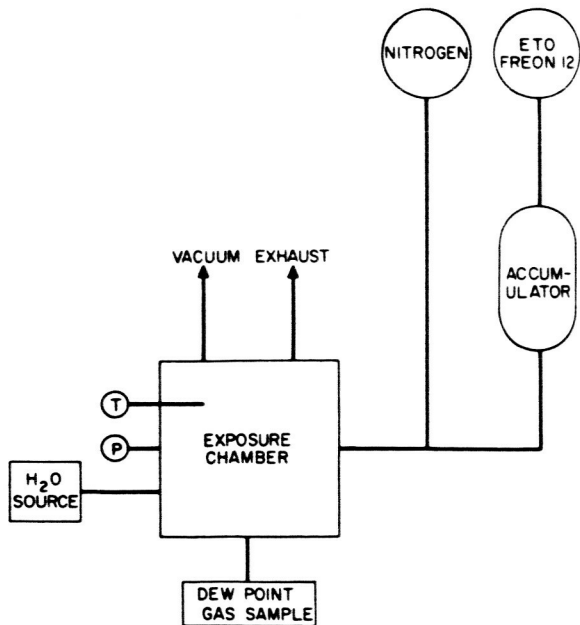 NITROGEN
ETO
FREON 12
ACCUM-
ULATOR
VACUUM EXHAUST
T
P
EXPOSURE
CHAMBER
H₂O
SOURCE
DEW POINT
GAS SAMPLE